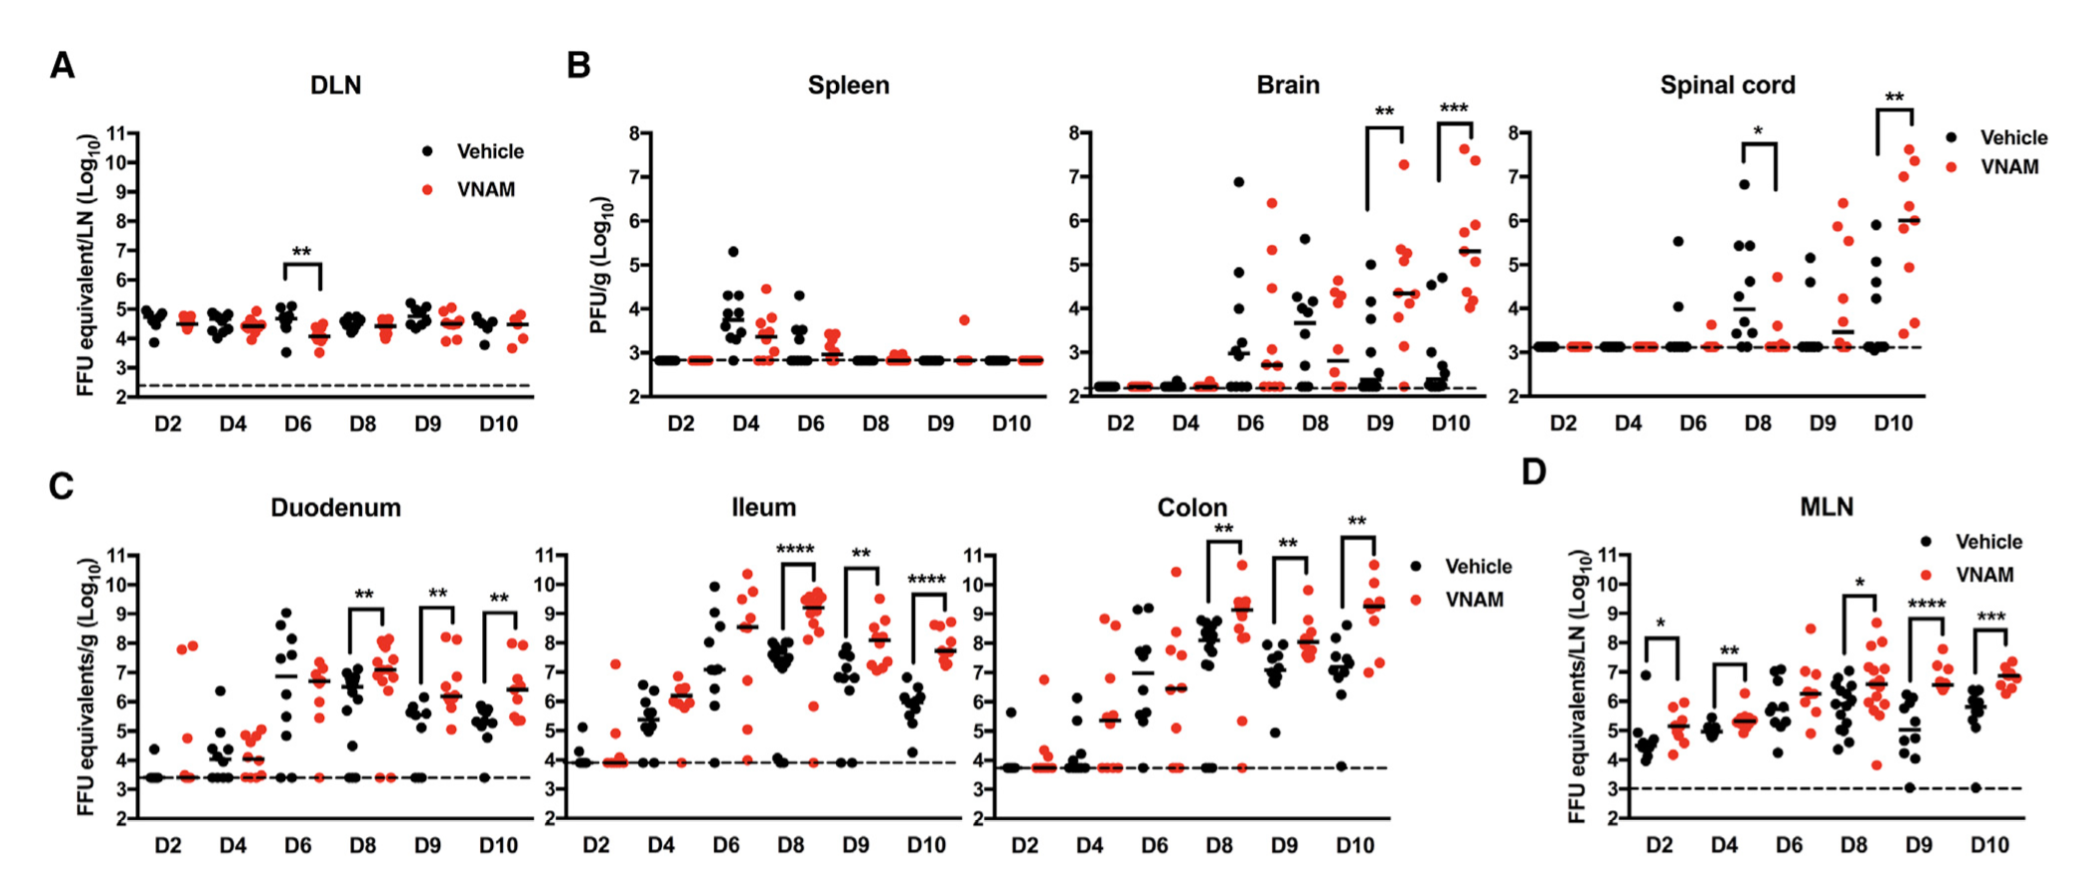 A
DLN
FFU equivalent/LN (Log10)
11
10
9
8
7
6
5
4
3
2
Vehicle
VNAM
**
D2 D4 D6 D8 D9 D10
B
Spleen
PFU/g (Log10)
8
7
6
5
4
3
2
D2 D4 D6 D8 D9 D10
Brain
8
7
6
5
4
3
2
** ***
D2 D4 D6 D8 D9 D10
Spinal cord
8
7
6
5
4
3
2
* **
D2 D4 D6 D8 D9 D10
Vehicle
VNAM
C
Duodenum
FFU equivalents/g (Log10)
11
10
9
8
7
6
5
4
3
2
** ** **
D2 D4 D6 D8 D9 D10
Ileum
11
10
9
8
7
6
5
4
3
2
**** ** ****
D2 D4 D6 D8 D9 D10
Colon
11
10
9
8
7
6
5
4
3
2
** ** **
D2 D4 D6 D8 D9 D10
Vehicle
VNAM
D
MLN
FFU equivalents/LN (Log10)
11
10
9
8
7
6
5
4
3
2
Vehicle
VNAM
* ** * **** ***
D2 D4 D6 D8 D9 D10